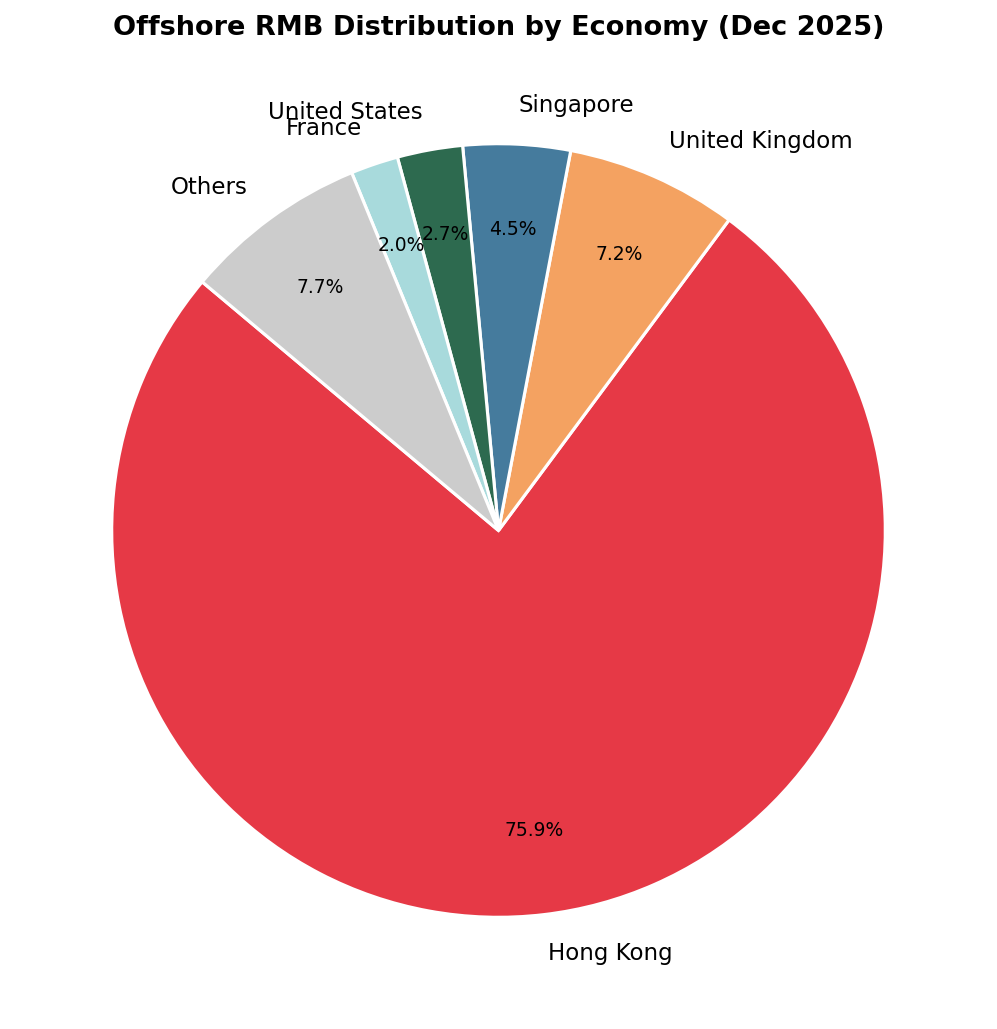 Offshore RMB Distribution by Economy (Dec 2025)
Singapore
United States
France
United Kingdom
Others
4.5%
2.7%
2.0%
7.2%
7.7%
75.9%
Hong Kong